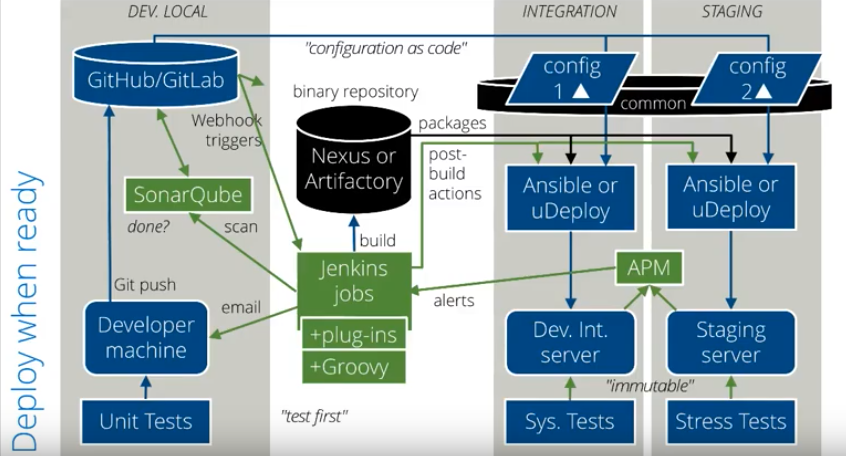 DEV. LOCAL
INTEGRATION
STAGING
"configuration as code"
GitHub/GitLab
config
1
config
2
common
binary repository
Webhook
triggers
packages
Nexus or
Artifactory
post-
build
actions
Ansible or
uDeploy
Ansible or
uDeploy
SonarQube
done?
scan
build
Jenkins
jobs
+plug-ins
+Groovy
APM
alerts
Git push
email
Developer
machine
Dev. Int.
server
Staging
server
"immutable"
"test first"
Unit Tests
Sys. Tests
Stress Tests
Deploy when ready